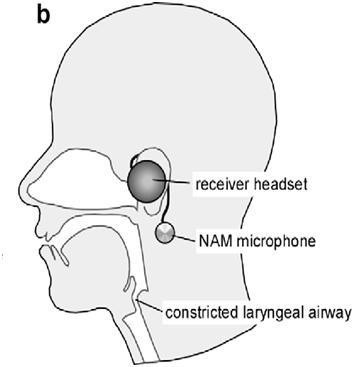 b
receiver headset
NAM microphone
constricted laryngeal airway